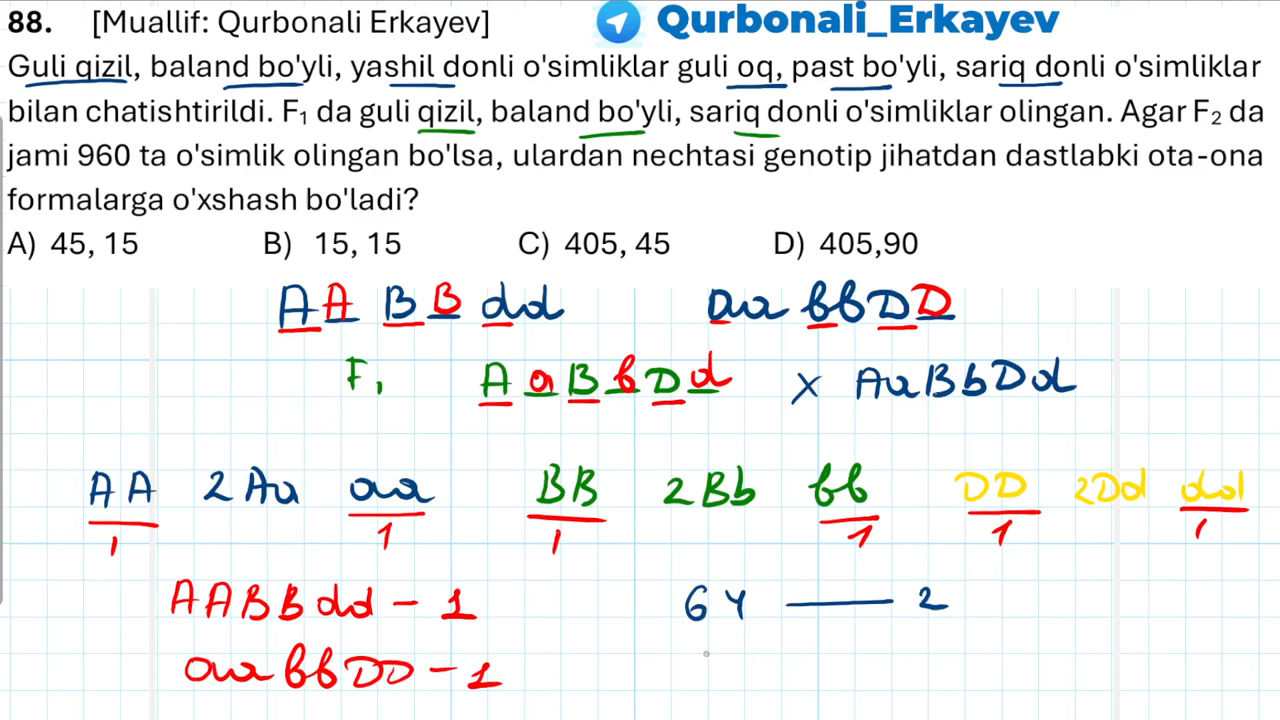 88. [Muallif: Qurbonali Erkayev] Qurbonali_Erkayev
Guli qizil, baland bo'yli, yashil donli o'simliklar guli oq, past bo'yli, sariq donli o'simliklar
bilan chatishtirildi. F₁ da guli qizil, baland bo'yli, sariq donli o'simliklar olingan. Agar F₂ da
jami 960 ta o'simlik olingan bo'lsa, ulardan nechtasi genotip jihatdan dastlabki ota-ona
formalarga o'xshash bo'ladi?
A) 45, 15 B) 15, 15 C) 405, 45 D) 405,90
AABBdd aabbDD
F₁ AaBbDd x AaBbDd
AA 2Aa aa BB 2Bb bb DD 2Dd dd
1 1 1 1 1 1
AABBdd - 1 64 — 2
aabbDD - 1